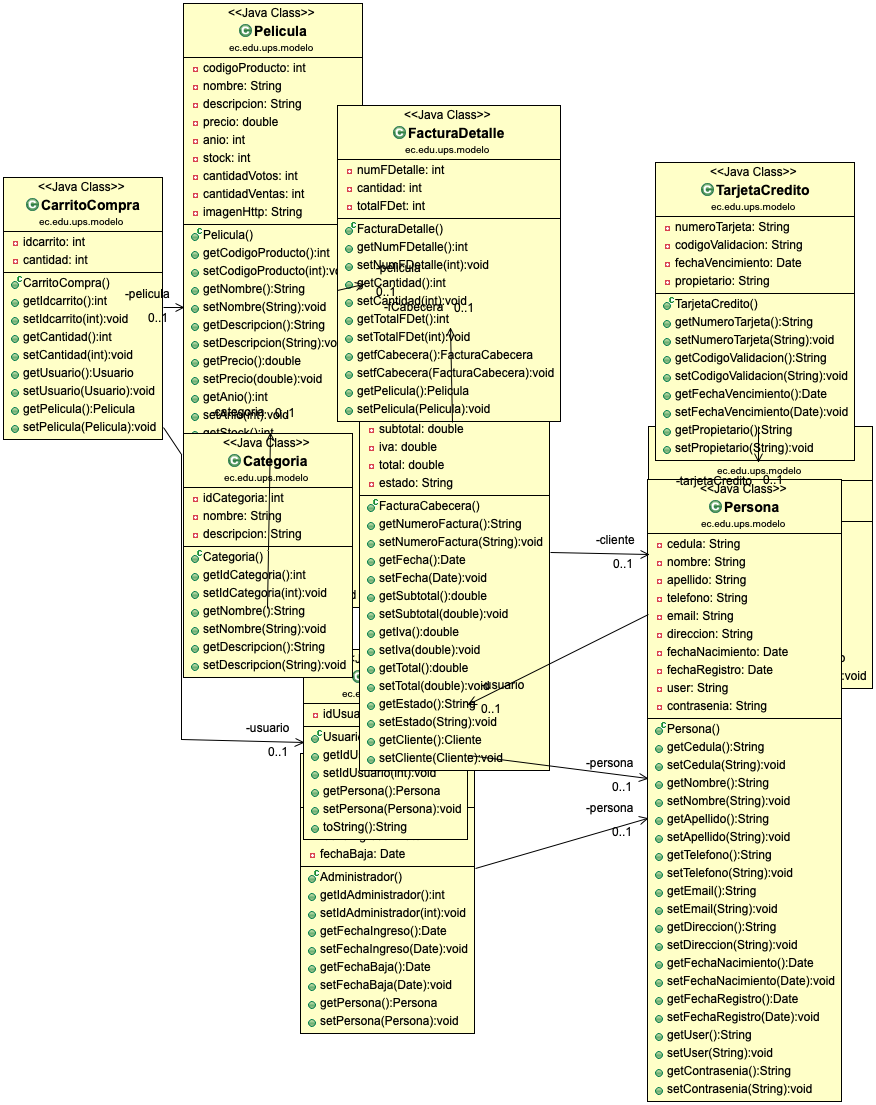 <<Java Class>>
Pelicula
ec.edu.ups.modelo
codigoProducto: int
nombre: String
descripcion: String
precio: double
anio: int
stock: int
cantidadVotos: int
cantidadVentas: int
imagenHttp: String
Pelicula()
getCodigoProducto():int
setCodigoProducto(int):vo
getNombre():String
setNombre(String):void
getDescripcion():String
setDescripcion(String):vo
getPrecio():double
setPrecio(double):void
getAnio():int
setAnio(int):void
getStock():int
<<Java Class>>
FacturaDetalle
ec.edu.ups.modelo
numFDetalle: int
cantidad: int
totalFDet: int
FacturaDetalle()
getNumFDetalle():int
setNumFDetalle(int):void
getCantidad():int
setCantidad(int):void
getTotalFDet():int
setTotalFDet(int):void
getfCabecera():FacturaCabecera
setfCabecera(FacturaCabecera):void
getPelicula():Pelicula
setPelicula(Pelicula):void
-pelicula
0..1
-fCabecera
0..1
<<Java Class>>
CarritoCompra
ec.edu.ups.modelo
idcarrito: int
cantidad: int
CarritoCompra()
getIdcarrito():int
setIdcarrito(int):void
getCantidad():int
setCantidad(int):void
getUsuario():Usuario
setUsuario(Usuario):void
getPelicula():Pelicula
setPelicula(Pelicula):void
-pelicula
0..1
<<Java Class>>
TarjetaCredito
ec.edu.ups.modelo
numeroTarjeta: String
codigoValidacion: String
fechaVencimiento: Date
propietario: String
TarjetaCredito()
getNumeroTarjeta():String
setNumeroTarjeta(String):void
getCodigoValidacion():String
setCodigoValidacion(String):void
getFechaVencimiento():Date
setFechaVencimiento(Date):void
getPropietario():String
setPropietario(String):void
ec.edu.ups.modelo
-tarjetaCredito
0..1
-categoria
0..1
<<Java Class>>
Categoria
ec.edu.ups.modelo
idCategoria: int
nombre: String
descripcion: String
Categoria()
getIdCategoria():int
setIdCategoria(int):void
getNombre():String
setNombre(String):void
getDescripcion():String
setDescripcion(String):void
subtotal: double
iva: double
total: double
estado: String
FacturaCabecera()
getNumeroFactura():String
setNumeroFactura(String):void
getFecha():Date
setFecha(Date):void
getSubtotal():double
setSubtotal(double):void
getIva():double
setIva(double):void
getTotal():double
setTotal(double):void
getEstado():String
setEstado(String):void
getCliente():Cliente
setCliente(Cliente):void
-cliente
0..1
-usuario
0..1
<<Java Class>>
Persona
ec.edu.ups.modelo
cedula: String
nombre: String
apellido: String
telefono: String
email: String
direccion: String
fechaNacimiento: Date
fechaRegistro: Date
user: String
contrasenia: String
Persona()
getCedula():String
setCedula(String):void
getNombre():String
setNombre(String):void
getApellido():String
setApellido(String):void
getTelefono():String
setTelefono(String):void
getEmail():String
setEmail(String):void
getDireccion():String
setDireccion(String):void
getFechaNacimiento():Date
setFechaNacimiento(Date):void
getFechaRegistro():Date
setFechaRegistro(Date):void
getUser():String
setUser(String):void
getContrasenia():String
setContrasenia(String):void
:void
-usuario
0..1
ec.e
idUsua
Usuario
getIdU
setIdUsuario(int):void
getPersona():Persona
setPersona(Persona):void
toString():String
-persona
0..1
-persona
0..1
fechaBaja: Date
Administrador()
getIdAdministrador():int
setIdAdministrador(int):void
getFechaIngreso():Date
setFechaIngreso(Date):void
getFechaBaja():Date
setFechaBaja(Date):void
getPersona():Persona
setPersona(Persona):void